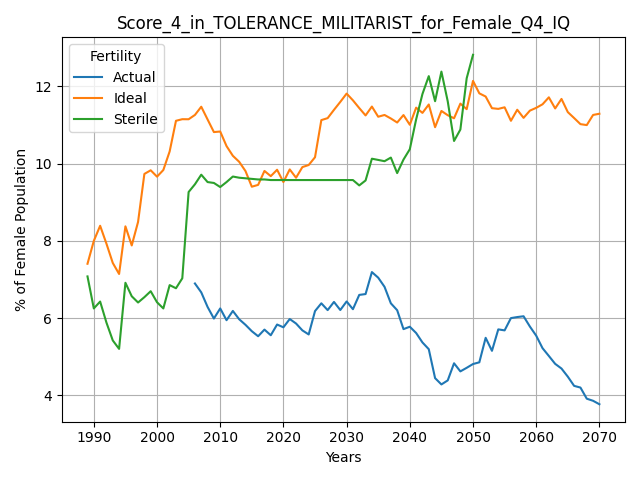 Score_4_in_TOLERANCE_MILITARIST_for_Female_Q4_IQ
Fertility
Actual
Ideal
Sterile
% of Female Population
12
10
8
6
4
1990 2000 2010 2020 2030 2040 2050 2060 2070
Years